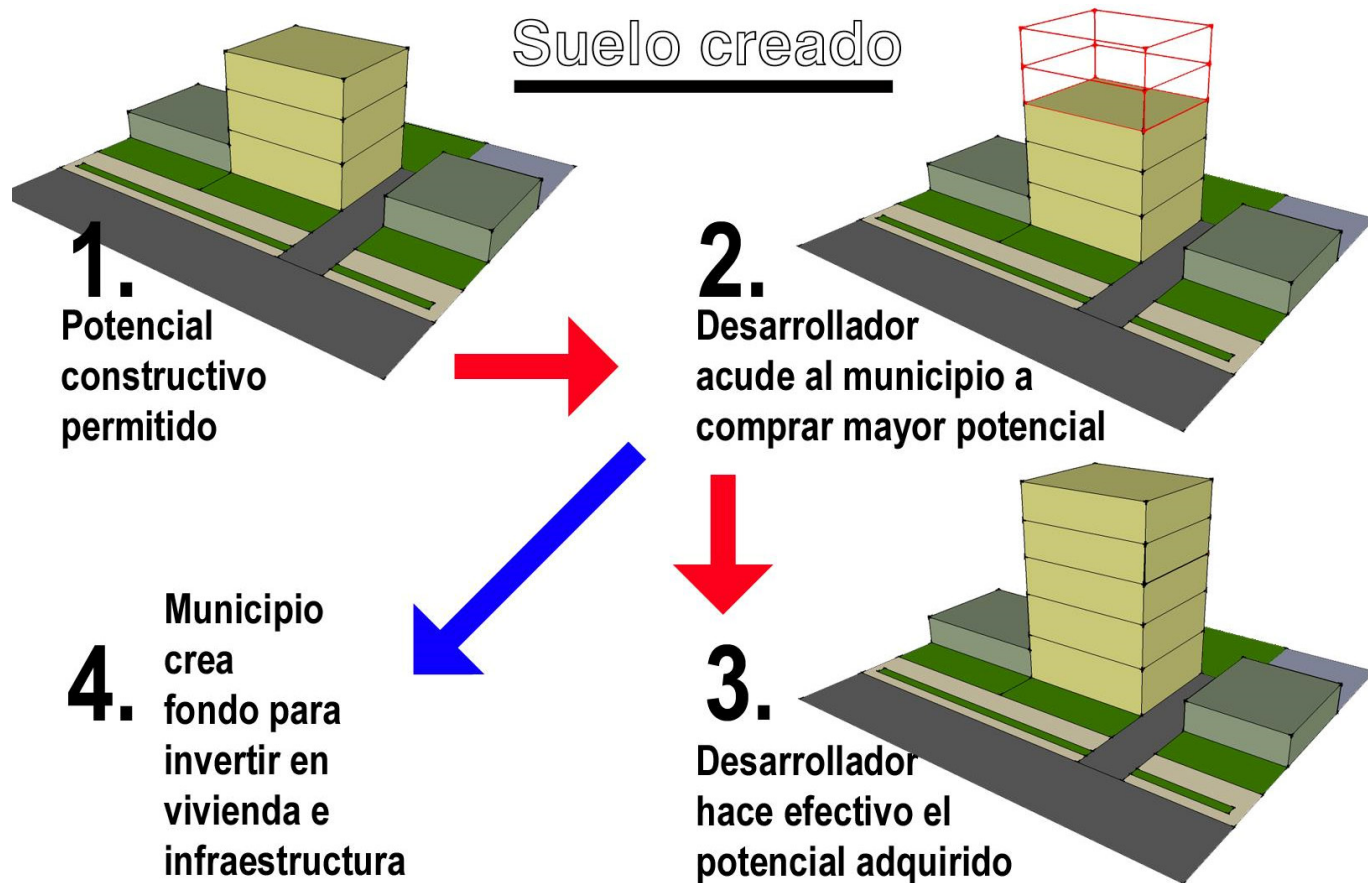 Suelo creado
1.
Potencial
constructivo
permitido
2.
Desarrollador
acude al municipio a
comprar mayor potencial
3.
Desarrollador
hace efectivo el
potencial adquirido
4.
Municipio
crea
fondo para
invertir en
vivienda e
infraestructura